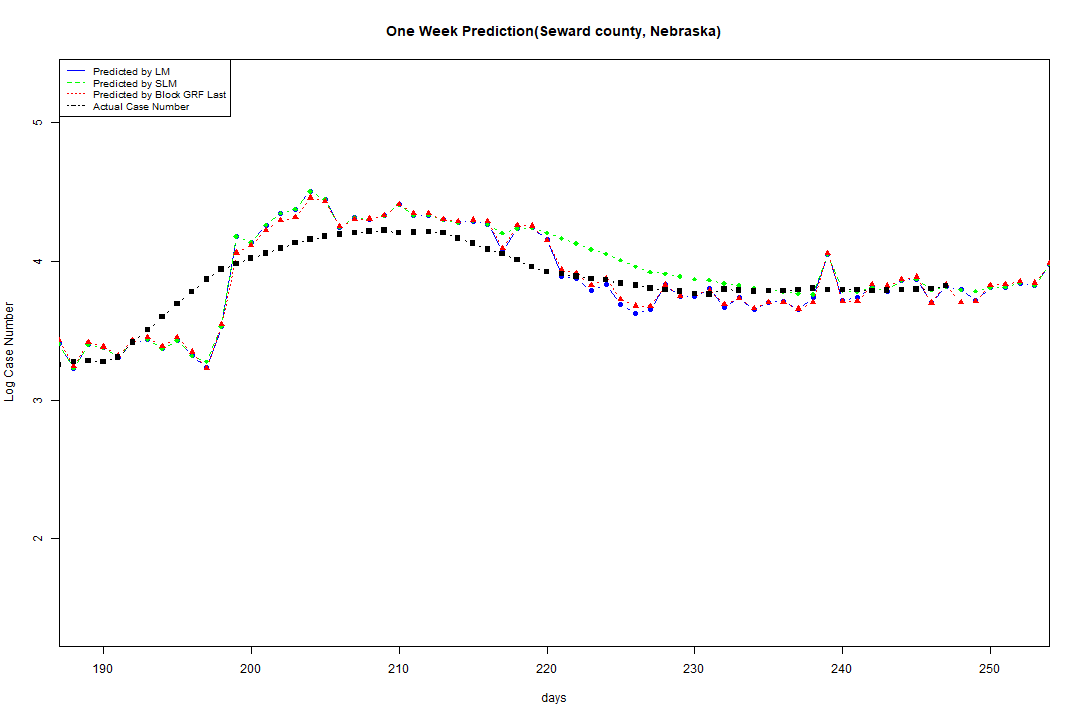 One Week Prediction(Seward county, Nebraska)
Predicted by LM
Predicted by SLM
Predicted by Block GRF Last
Actual Case Number
5
4
3
2
Log Case Number
190 200 210 220 230 240 250
days